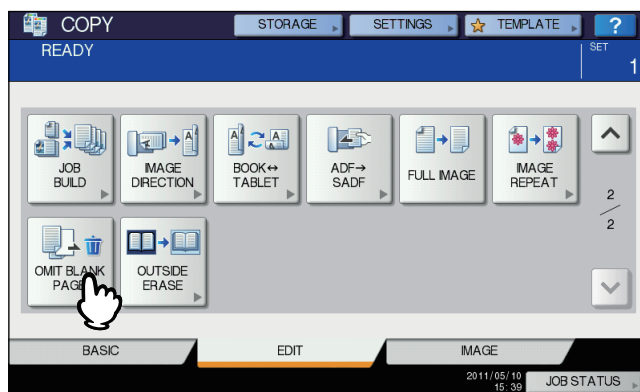 COPY
STORAGE
SETTINGS
TEMPLATE
?
READY
SET
1
JOB
BUILD
IMAGE
DIRECTION
BOOK↔
TABLET
ADF→
SADF
FULL IMAGE
IMAGE
REPEAT
2
2
OMIT BLANK
PAGE
OUTSIDE
ERASE
BASIC
EDIT
IMAGE
2011/05/10
15:39
JOB STATUS